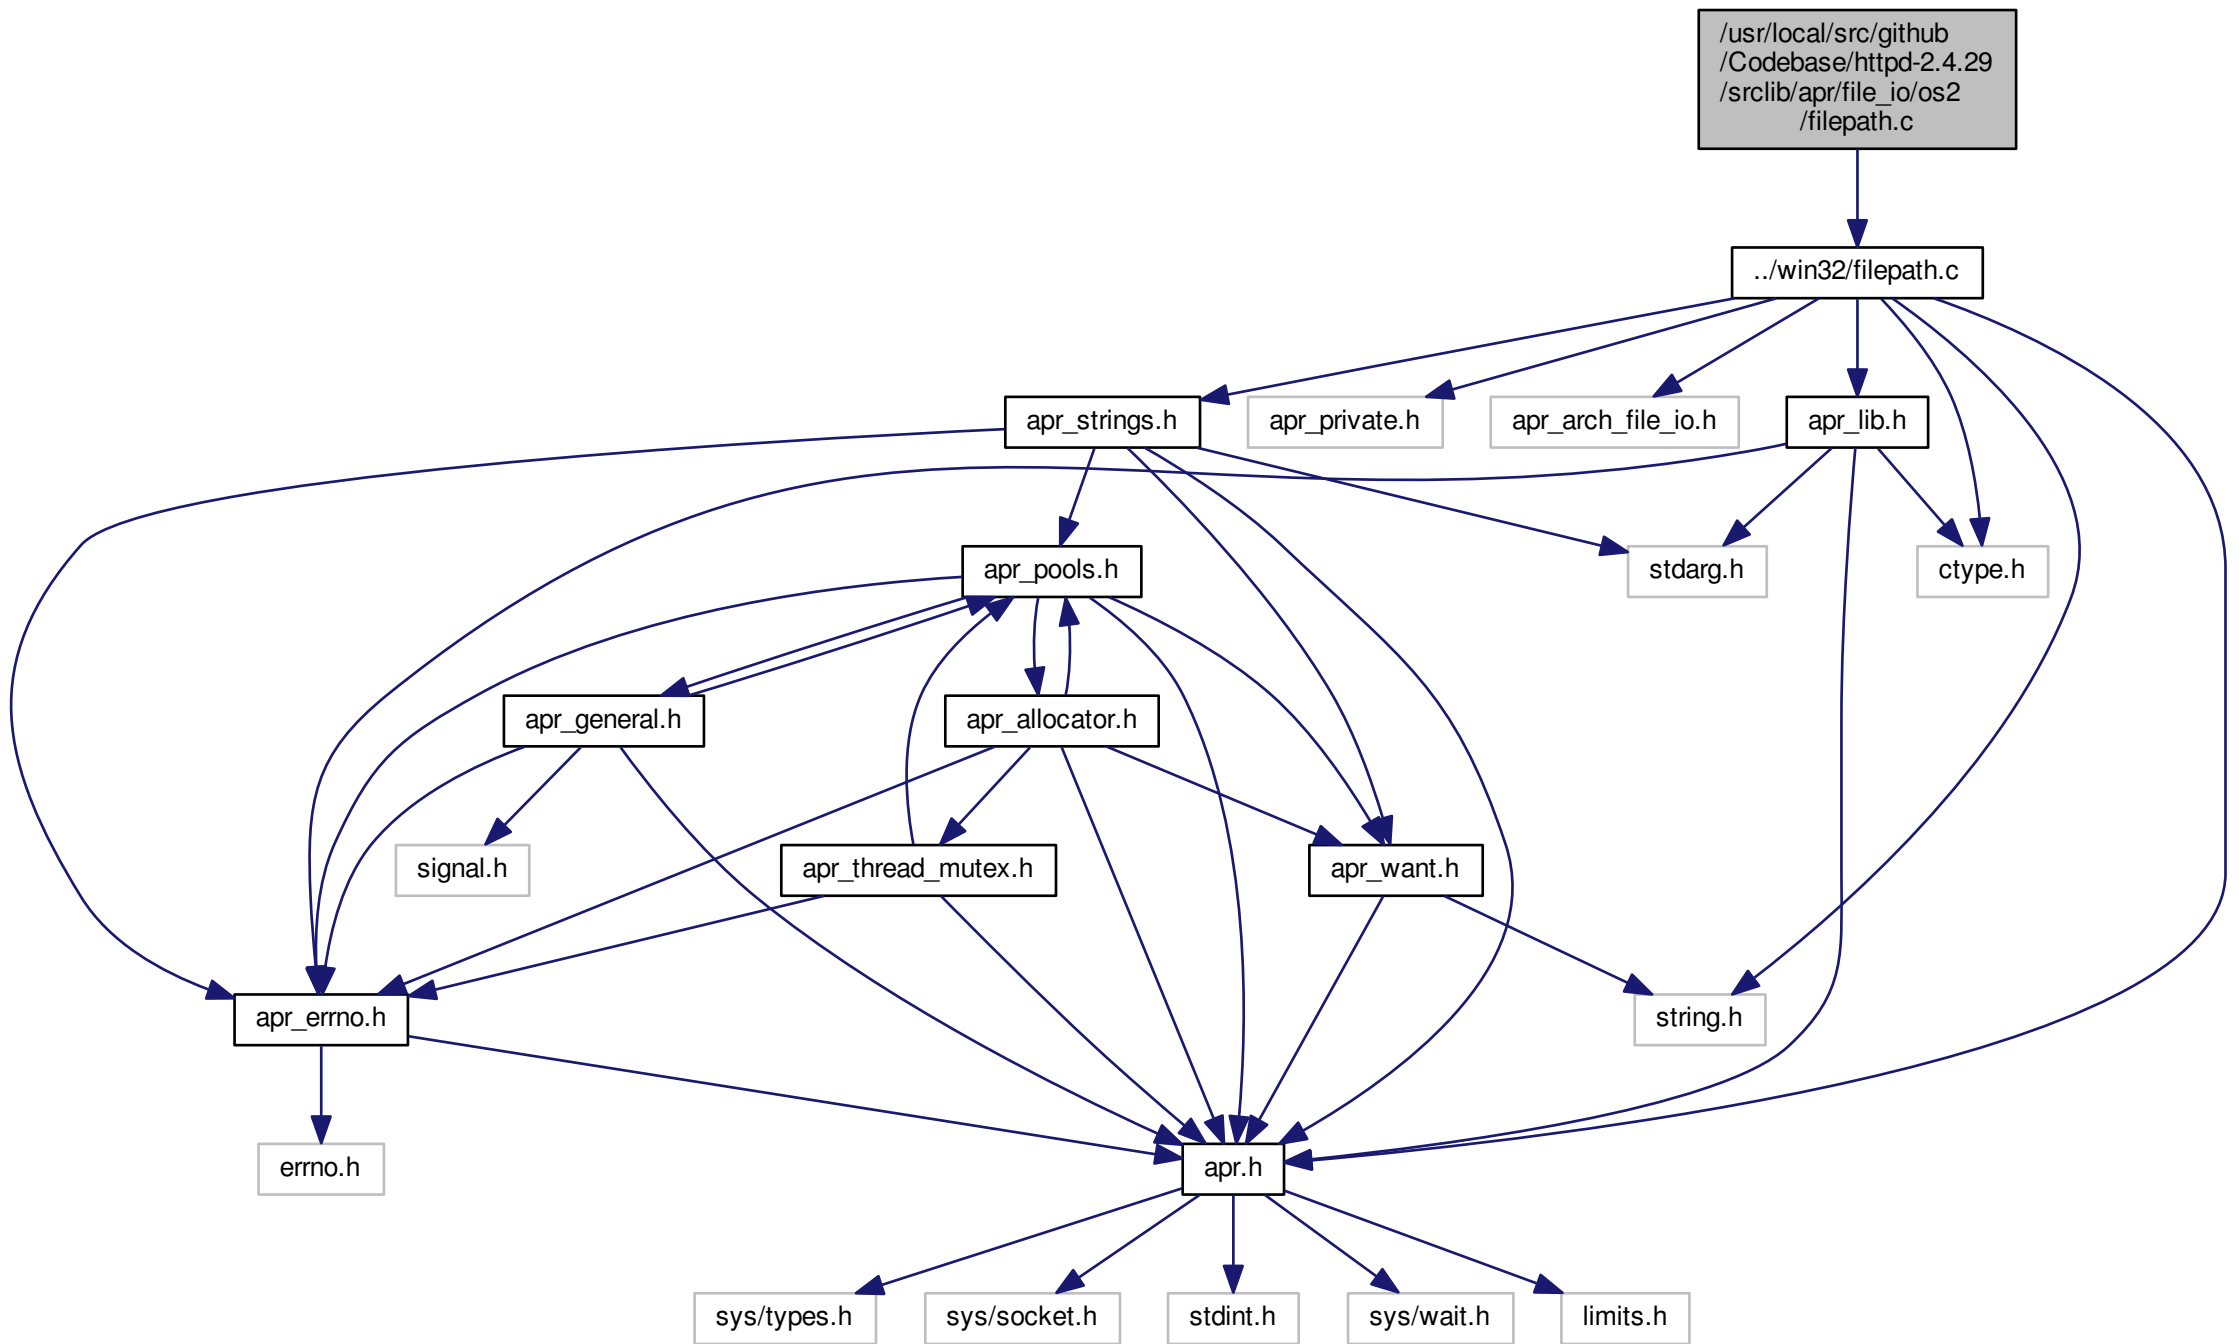 /usr/local/src/github
/Codebase/httpd-2.4.29
/srclib/apr/file_io/os2
/filepath.c
../win32/filepath.c
apr_strings.h
apr_private.h
apr_arch_file_io.h
apr_lib.h
apr_pools.h
stdarg.h
ctype.h
apr_general.h
apr_allocator.h
signal.h
apr_thread_mutex.h
apr_want.h
apr_errno.h
string.h
errno.h
apr.h
sys/types.h
sys/socket.h
stdint.h
sys/wait.h
limits.h